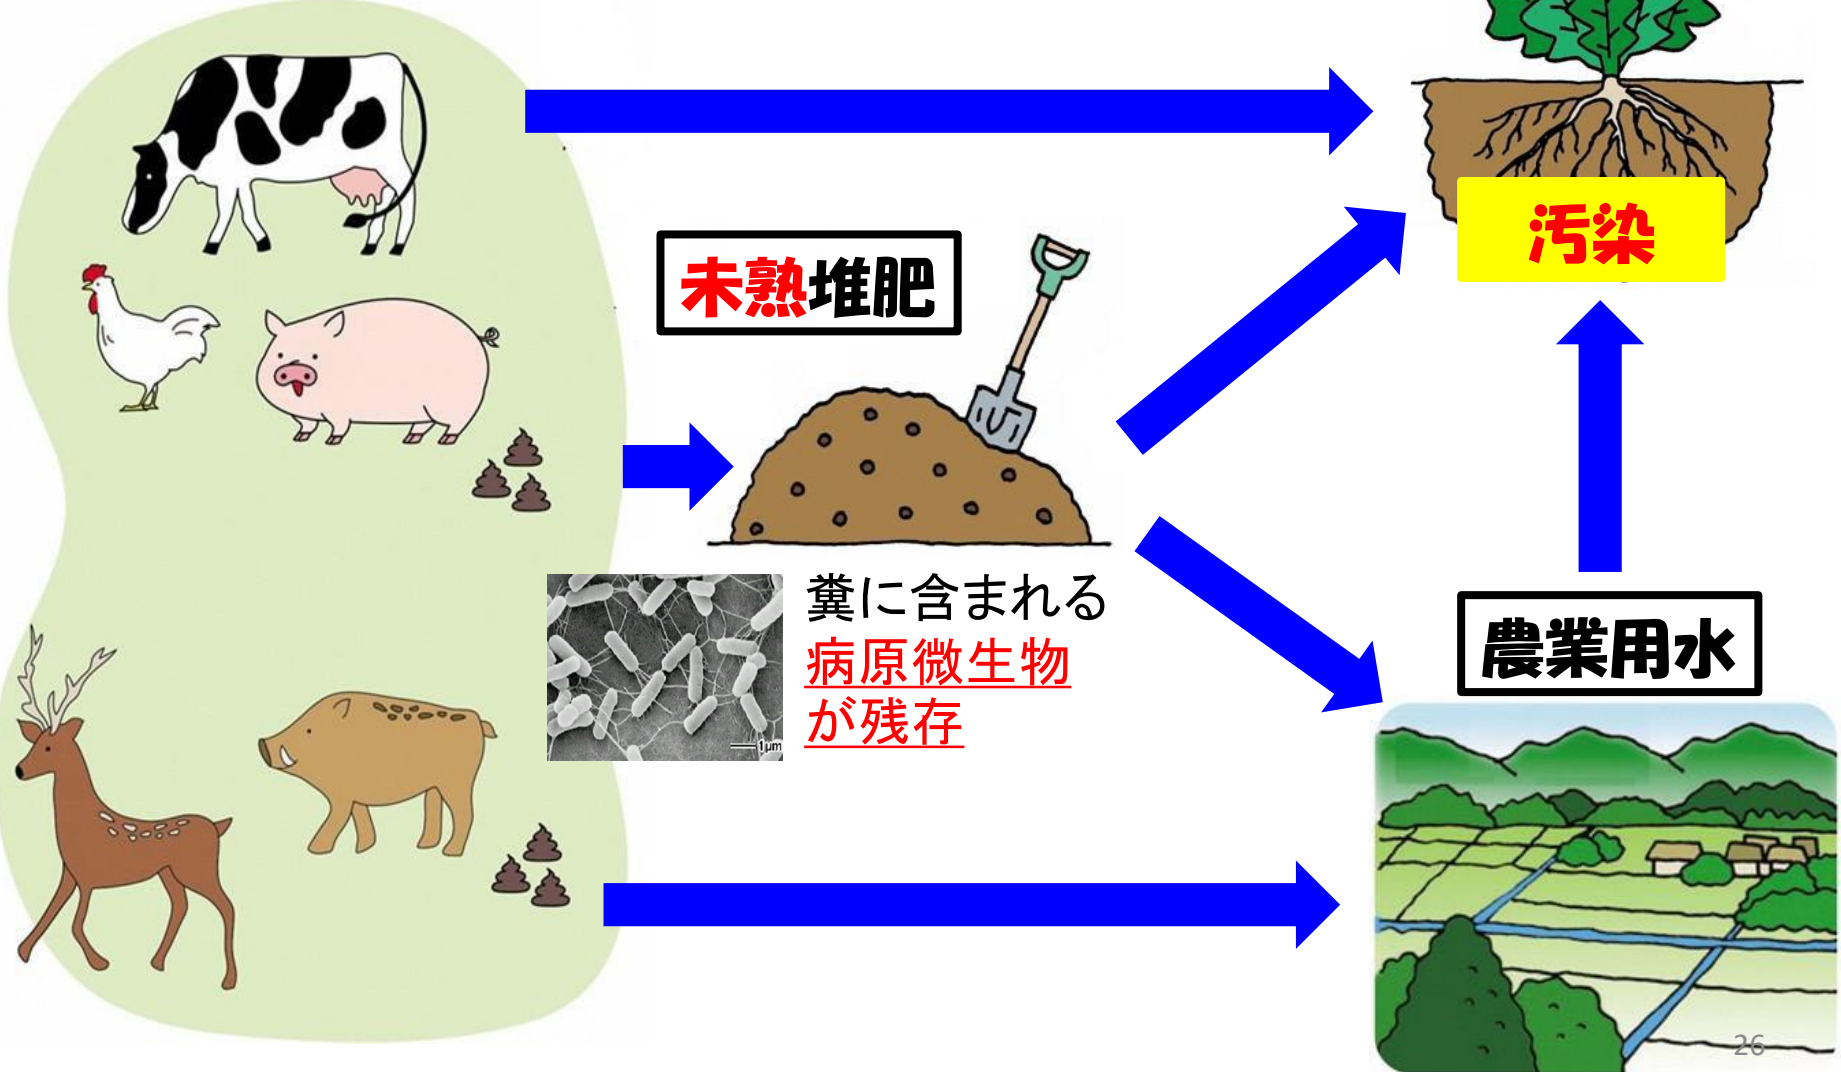 汚染
未熟堆肥
糞に含まれる
病原微生物
が残存
1μm
農業用水
26